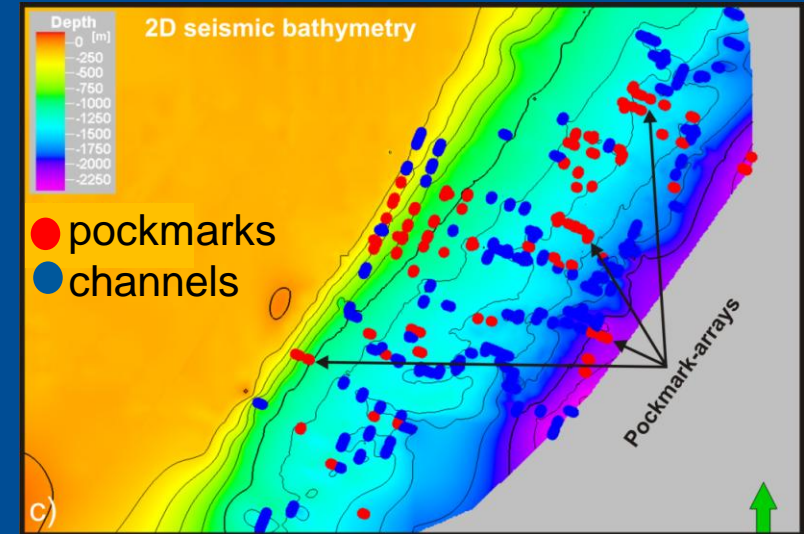 Depth
[m]
2D seismic bathymetry
0
-250
-500
-750
-1000
-1250
-1500
-1750
-2000
-2250
pockmarks
channels
Pockmark-arrays
c)